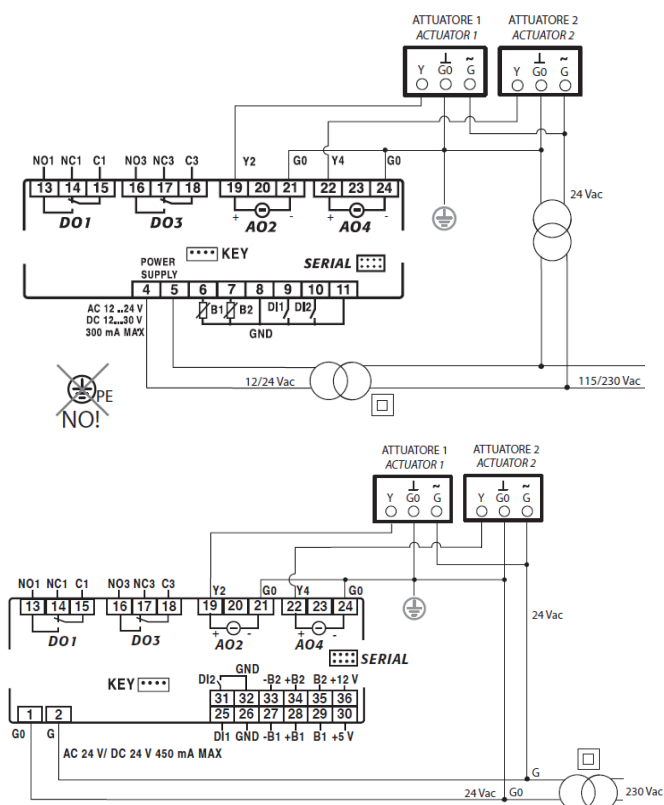 ATTUATORE 1 ATTUATORE 2
ACTUATOR 1 ACTUATOR 2
Y G0 G Y G0 G
NO1 NC1 C1 NO3 NC3 C3 Y2 G0 Y4 G0
13 14 15 16 17 18 19 20 21 22 23 24
24 Vac
DO1 DO3 + AO2 - + AO4 -
KEY
POWER SUPPLY
SERIAL
4 5 6 7 8 9 10 11
AC 12 ..24 V
DC 12...30 V
300 mA MAX
B1 B2 DI1 DI2
GND
12/24 Vac 115/230 Vac
PE
NO!
ATTUATORE 1 ATTUATORE 2
ACTUATOR 1 ACTUATOR 2
Y G0 G Y G0 G
NO1 NC1 C1 NO3 NC3 C3 Y2 G0 Y4 G0
13 14 15 16 17 18 19 20 21 22 23 24
24 Vac
DO1 DO3 + AO2 - + AO4 -
SERIAL
KEY
DI2 GND -B2 +B2 B2 +12 V
31 32 33 34 35 36
1 2 25 26 27 28 29 30
G0 G DI1 GND -B1 +B1 B1 +5 V
AC 24 V/ DC 24 V 450 mA MAX
G
24 Vac G0 230 Vac